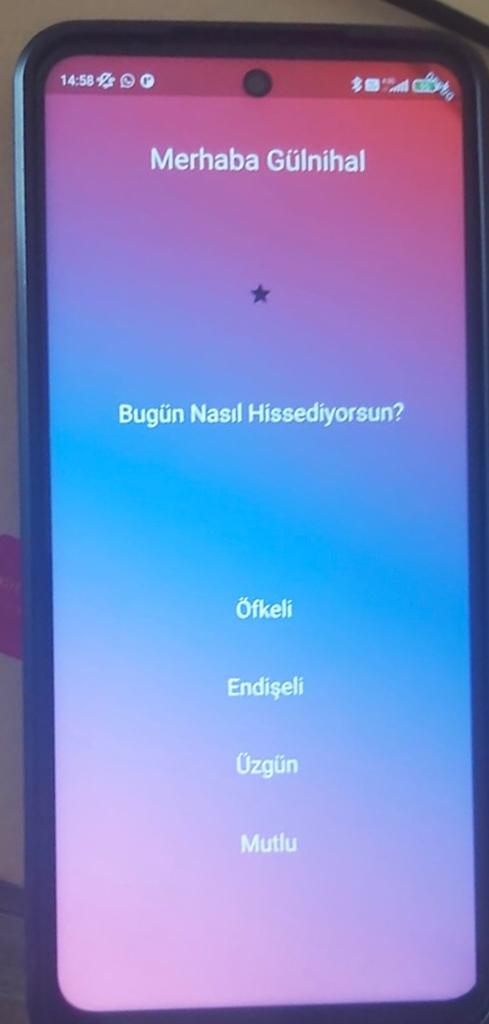 14:58
Merhaba Gülnihal
Bugün Nasıl Hissediyorsun?
Öfkeli
Endişeli
Üzgün
Mutlu